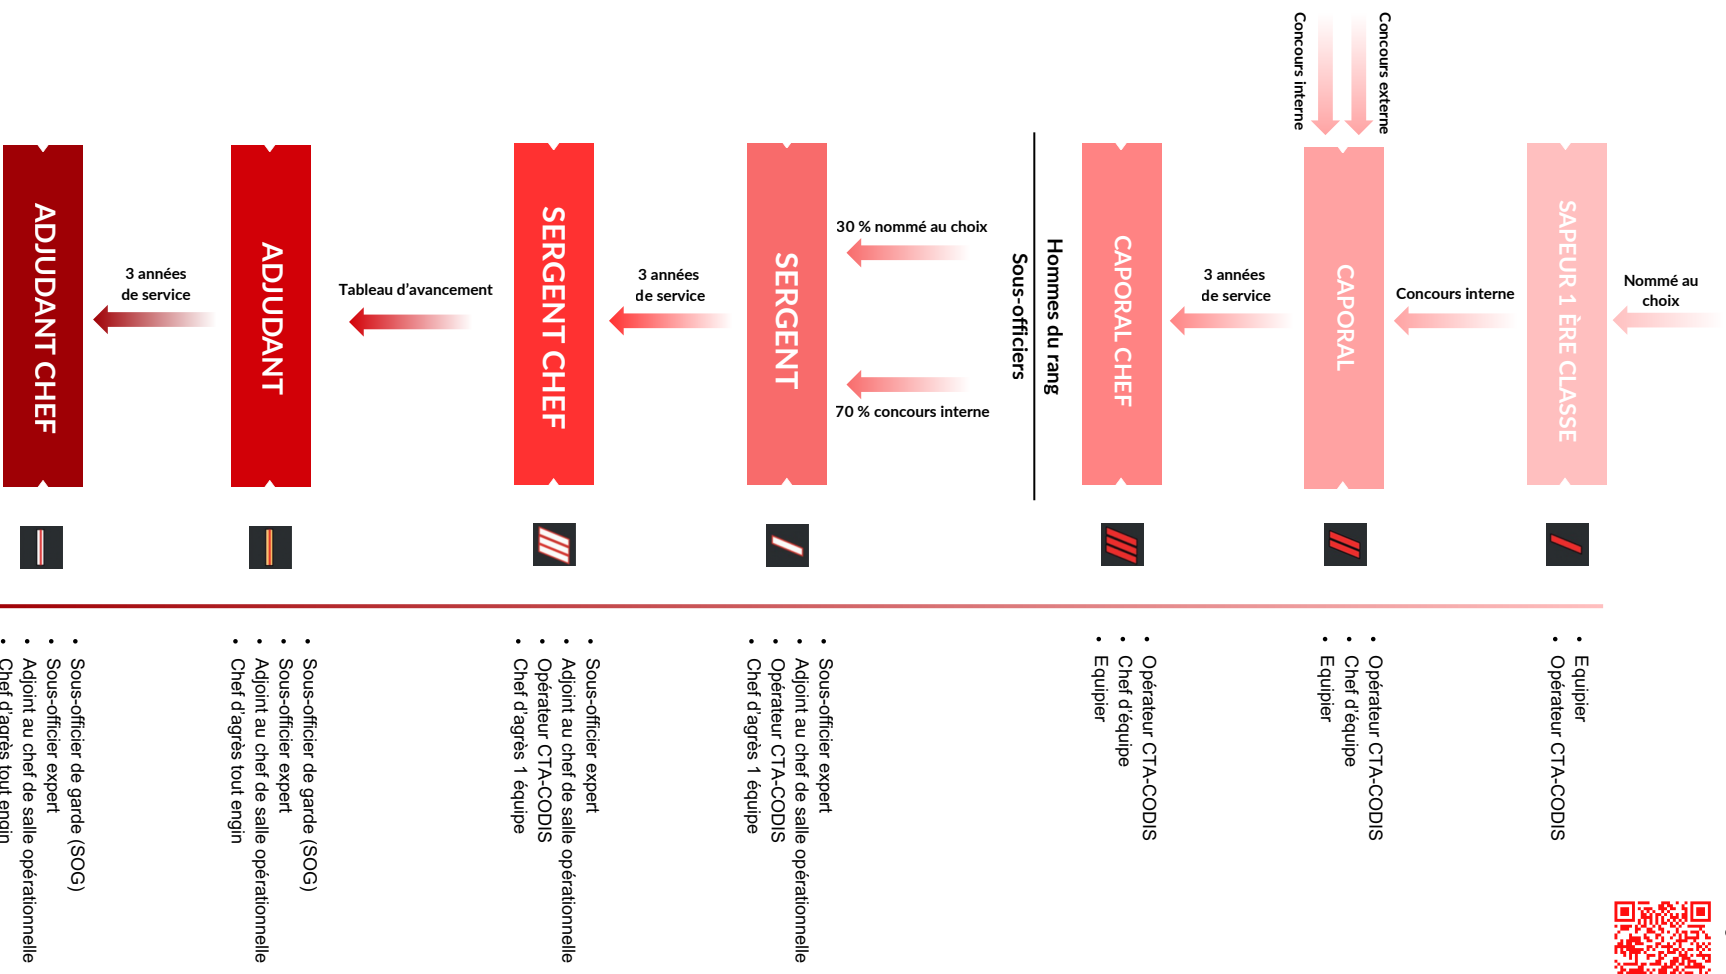 Concours interne
Concours externe
Nommé au
choix
SAPEUR 1 ÈRE CLASSE
Equipier
Opérateur CTA-CODIS
Concours interne
CAPORAL
Opérateur CTA-CODIS
Chef d'équipe
Equipier
3 années
de service
CAPORAL CHEF
Opérateur CTA-CODIS
Chef d'équipe
Equipier
Hommes du rang
Sous-officiers
30 % nommé au choix
70 % concours interne
SERGENT
Sous-officier expert
Adjoint au chef de salle opérationnelle
Opérateur CTA-CODIS
Chef d'agrès 1 équipe
3 années
de service
SERGENT CHEF
Sous-officier expert
Adjoint au chef de salle opérationnelle
Opérateur CTA-CODIS
Chef d'agrès 1 équipe
Tableau d'avancement
ADJUDANT
Sous-officier de garde (SOG)
Sous-officier expert
Adjoint au chef de salle opérationnelle
Chef d'agrès tout engin
3 années
de service
ADJUDANT CHEF
Sous-officier de garde (SOG)
Sous-officier expert
Adjoint au chef de salle opérationnelle
Chef d'agrès tout engin